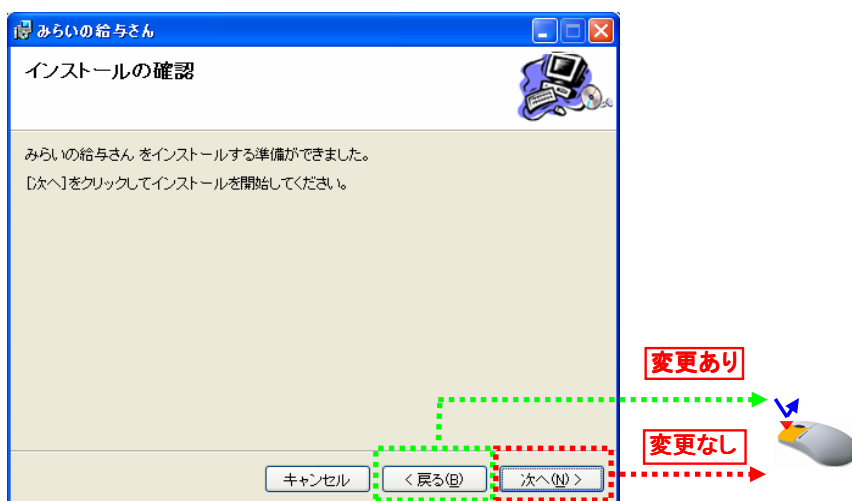 みらいの給与さん
インストールの確認
みらいの給与さん をインストールする準備ができました。
[次へ]をクリックしてインストールを開始してください。
変更あり
変更なし
キャンセル
< 戻る(B)
次へ(N) >